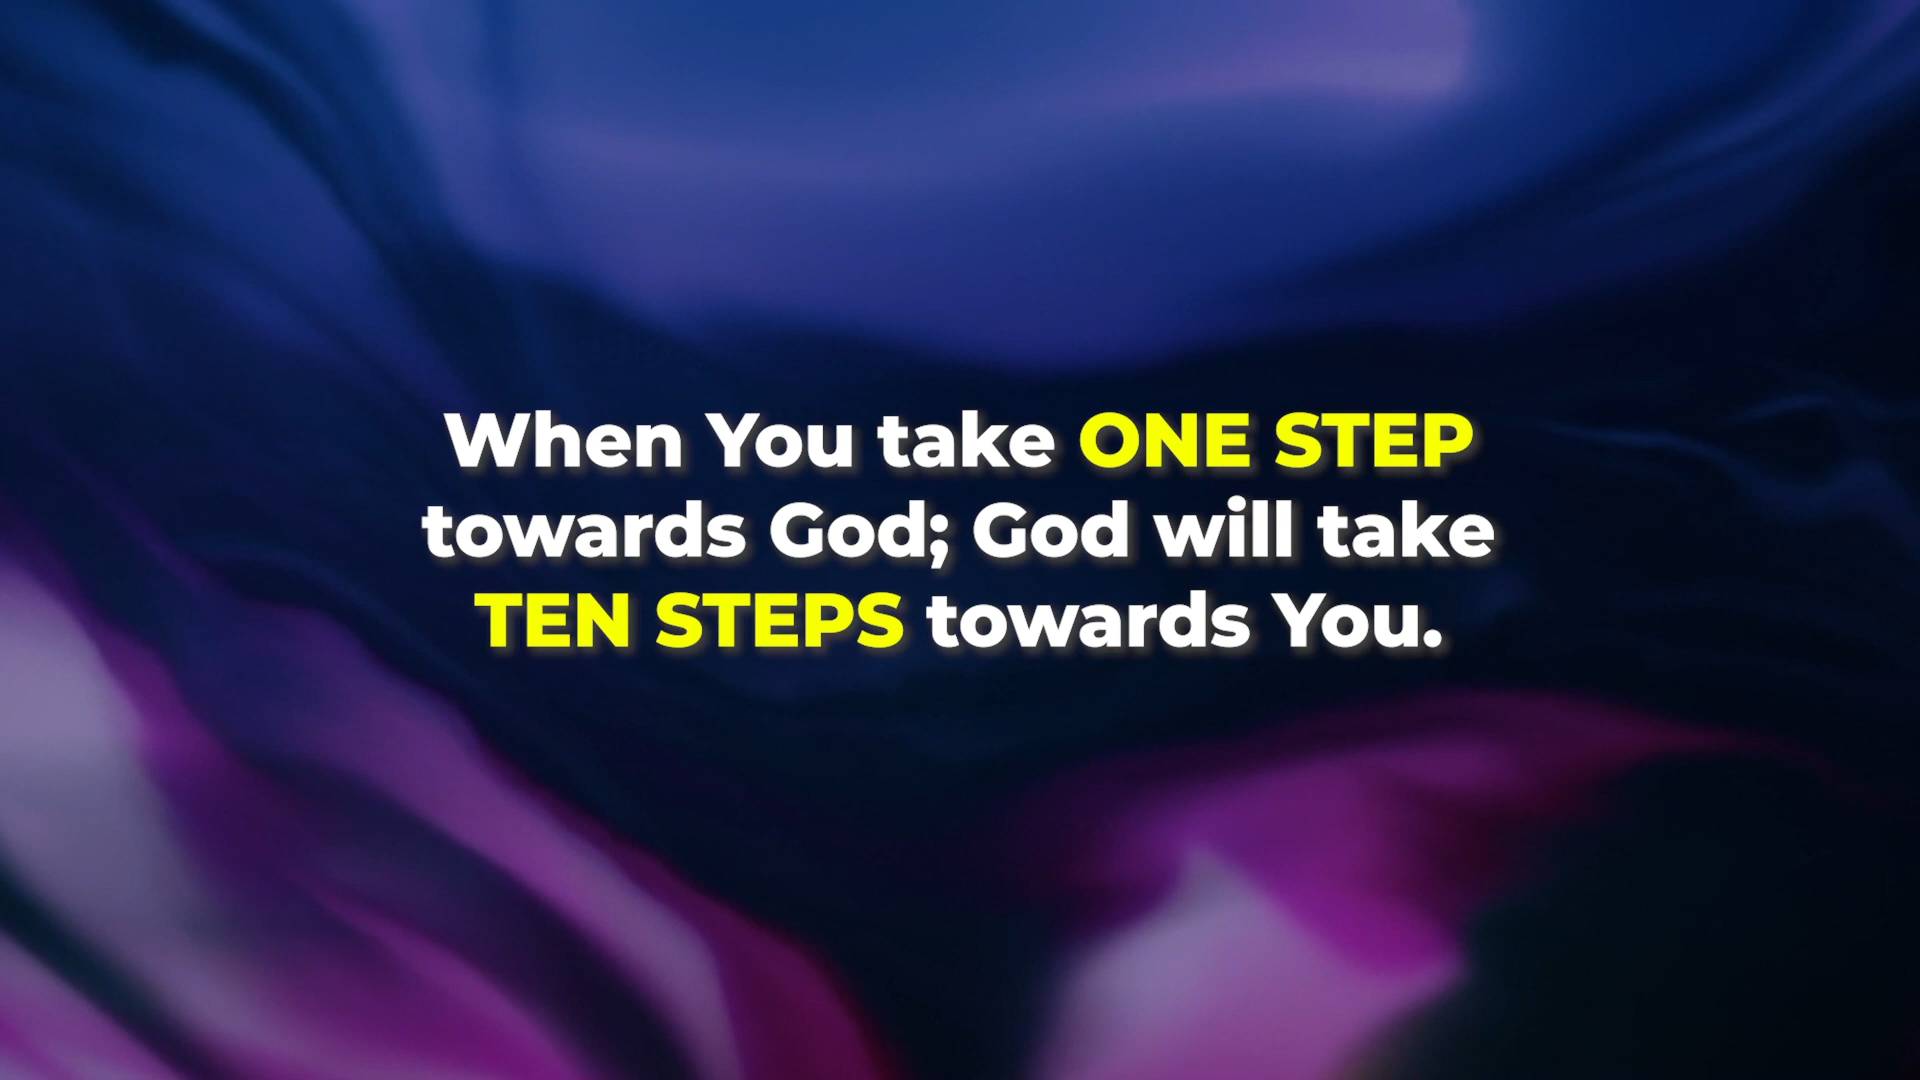 When You take ONE STEP
towards God; God will take
TEN STEPS towards You.